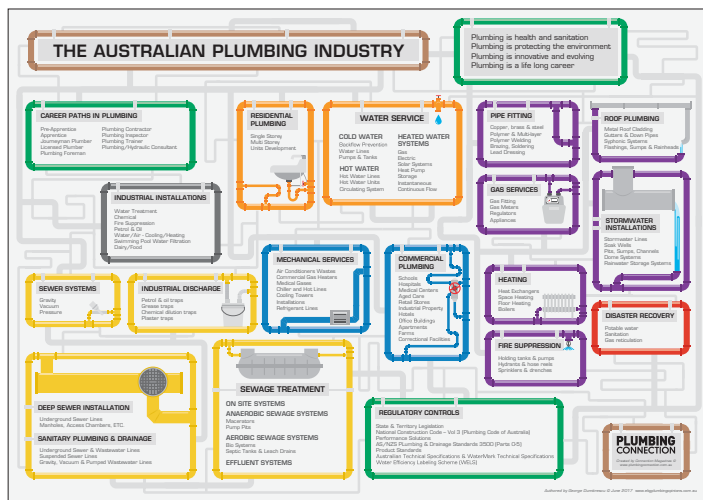 THE AUSTRALIAN PLUMBING INDUSTRY
Plumbing is health and sanitation
Plumbing is protecting the environment
Plumbing is innovative and evolving
Plumbing is a life long career
CAREER PATHS IN PLUMBING
Pre-Apprentice
Apprentice
Journeyman Plumber
Licensed Plumber
Plumbing Foreman
Plumbing Contractor
Plumbing Inspector
Plumbing Trainer
Plumbing/Hydraulic Consultant
RESIDENTIAL
PLUMBING
Single Storey
Multi Storey
Units Development
WATER SERVICE
COLD WATER
Backflow Prevention
Water Lines
Pumps & Tanks
HOT WATER
Hot Water Lines
Hot Water Units
Circulating System
HEATED WATER
SYSTEMS
Gas
Electric
Solar Systems
Heat Pump
Storage
Instantaneous
Continuous Flow
PIPE FITTING
Copper, brass & steel
Polymer & Multi-layer
Polymer Welding
Brazing, Soldering
Lead Dressing
ROOF PLUMBING
Metal Roof Cladding
Gutters & Down Pipes
Syphonic Systems
Flashings, Sumps & Rainheads
INDUSTRIAL INSTALLATIONS
Water Treatment
Chemical
Fire Suppression
Petrol & Oil
Water/Air - Cooling/Heating
Swimming Pool Water Filtration
Dairy/Food
GAS SERVICES
Gas Fitting
Gas Meters
Regulators
Appliances
STORMWATER
INSTALLATIONS
Stormwater Lines
Soak Wells
Pits, Sumps, Channels
Dome Systems
Rainwater Storage Systems
SEWER SYSTEMS
Gravity
Vacuum
Pressure
INDUSTRIAL DISCHARGE
Petrol & oil traps
Grease traps
Chemical dilution traps
Plaster traps
MECHANICAL SERVICES
Air Conditioners Wastes
Commercial Gas Heaters
Medical Gases
Chiller and Hot Lines
Cooling Towers
Installations
Refrigerant Lines
COMMERCIAL
PLUMBING
Schools
Hospitals
Medical Centers
Aged Care
Retail Stores
Industrial Property
Hotels
Office Buildings
Apartments
Farms
Correctional Facilities
HEATING
Heat Exchangers
Space Heating
Floor Heating
Boilers
DISASTER RECOVERY
Potable water
Sanitation
Gas reticulation
FIRE SUPPRESSION
Holding tanks & pumps
Hydrants & hose reels
Sprinklers & drenches
DEEP SEWER INSTALLATION
Underground Sewer Lines
Manholes, Access Chambers, ETC.
SANITARY PLUMBING & DRAINAGE
Underground Sewer & Wastewater Lines
Suspended Sewer Lines
Gravity, Vacuum & Pumped Wastewater Lines
SEWAGE TREATMENT
ON SITE SYSTEMS
ANAEROBIC SEWAGE SYSTEMS
Macerators
Pump Pits
AEROBIC SEWAGE SYSTEMS
Bio Systems
Septic Tanks & Leach Drains
EFFLUENT SYSTEMS
REGULATORY CONTROLS
State & Territory Legislation
National Construction Code – Vol.3 (Plumbing Code of Australia)
Performance Solutions
AS/NZS Plumbing & Drainage Standards 3500 (Parts 0/5)
Product Standards
Australian Technical Specifications & WaterMark Technical Specifications
Water Efficiency Labeling Scheme (WELS)
PLUMBING
CONNECTION